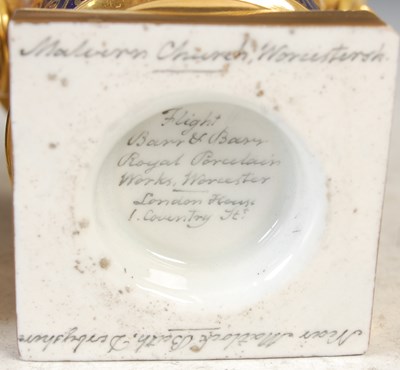 Malvern Church, Worcestersh.
Flight
Barr & Barr
Royal Porcelain
Works, Worcester
London House
1. Coventry St.
Near Matlock Bath, Derbyshire